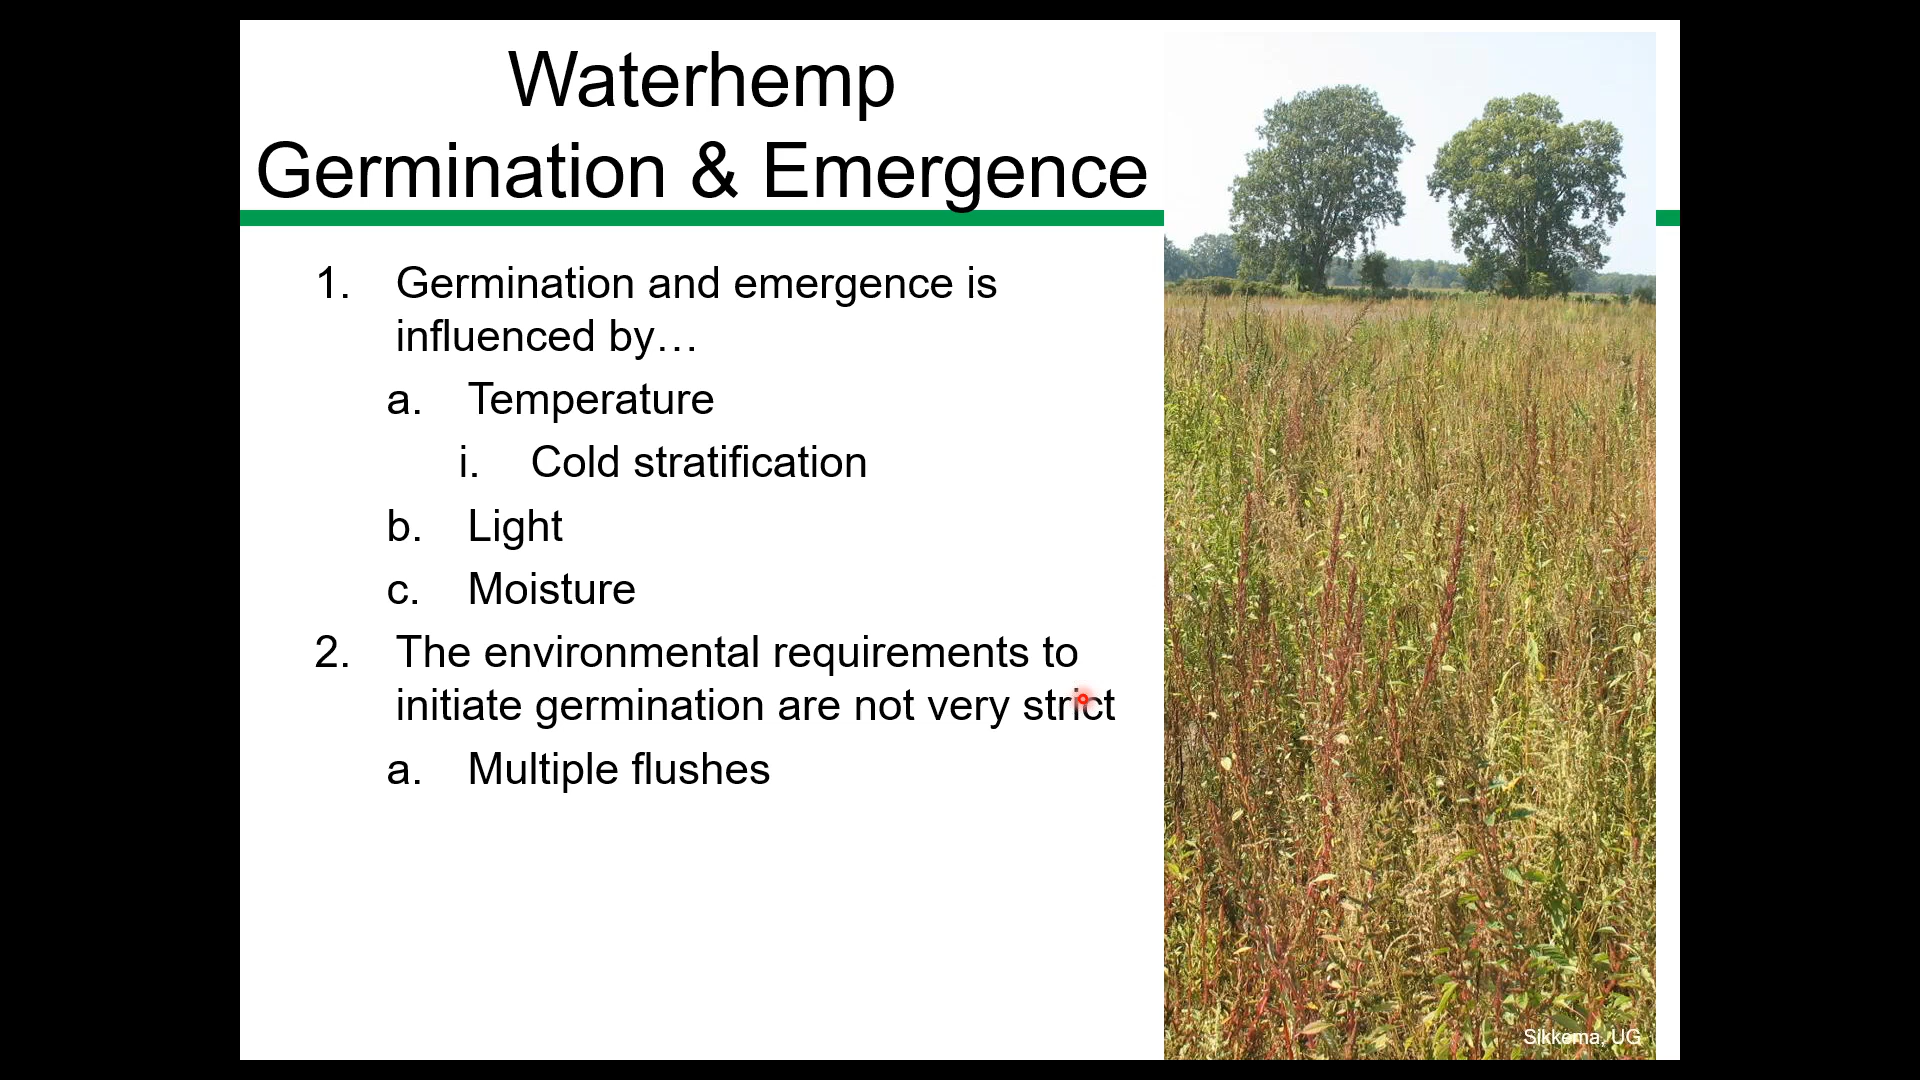 Waterhemp
Germination & Emergence
1. Germination and emergence is
influenced by…
a. Temperature
i. Cold stratification
b. Light
c. Moisture
2. The environmental requirements to
initiate germination are not very strict
a. Multiple flushes
Sikkema, UG